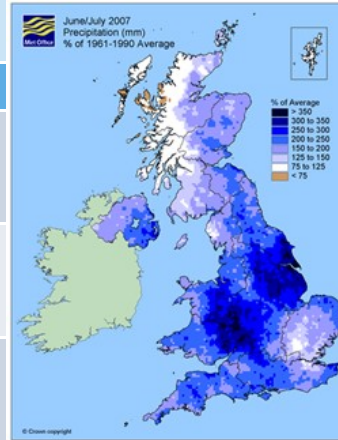 Met Office
June/July 2007
Precipitation (mm)
% of 1961-1990 Average
% of Average
> 350
300 to 350
250 to 300
200 to 250
150 to 200
125 to 150
75 to 125
< 75
© Crown copyright